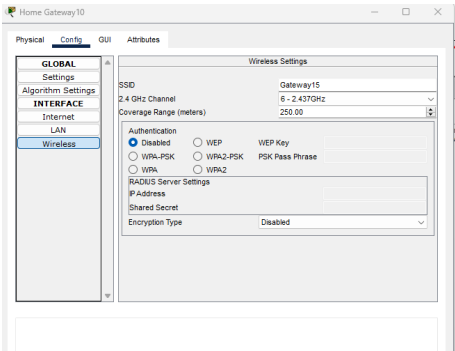 Home Gateway10
Physical Config GUI Attributes
GLOBAL
Settings
Algorithm Settings
INTERFACE
Internet
LAN
Wireless
Wireless Settings
SSID Gateway15
2.4 GHz Channel 6 - 2.437GHz
Coverage Range (meters) 250.00
Authentication
Disabled WEP WEP Key
WPA-PSK WPA2-PSK PSK Pass Phrase
WPA WPA2
RADIUS Server Settings
IP Address
Shared Secret
Encryption Type Disabled